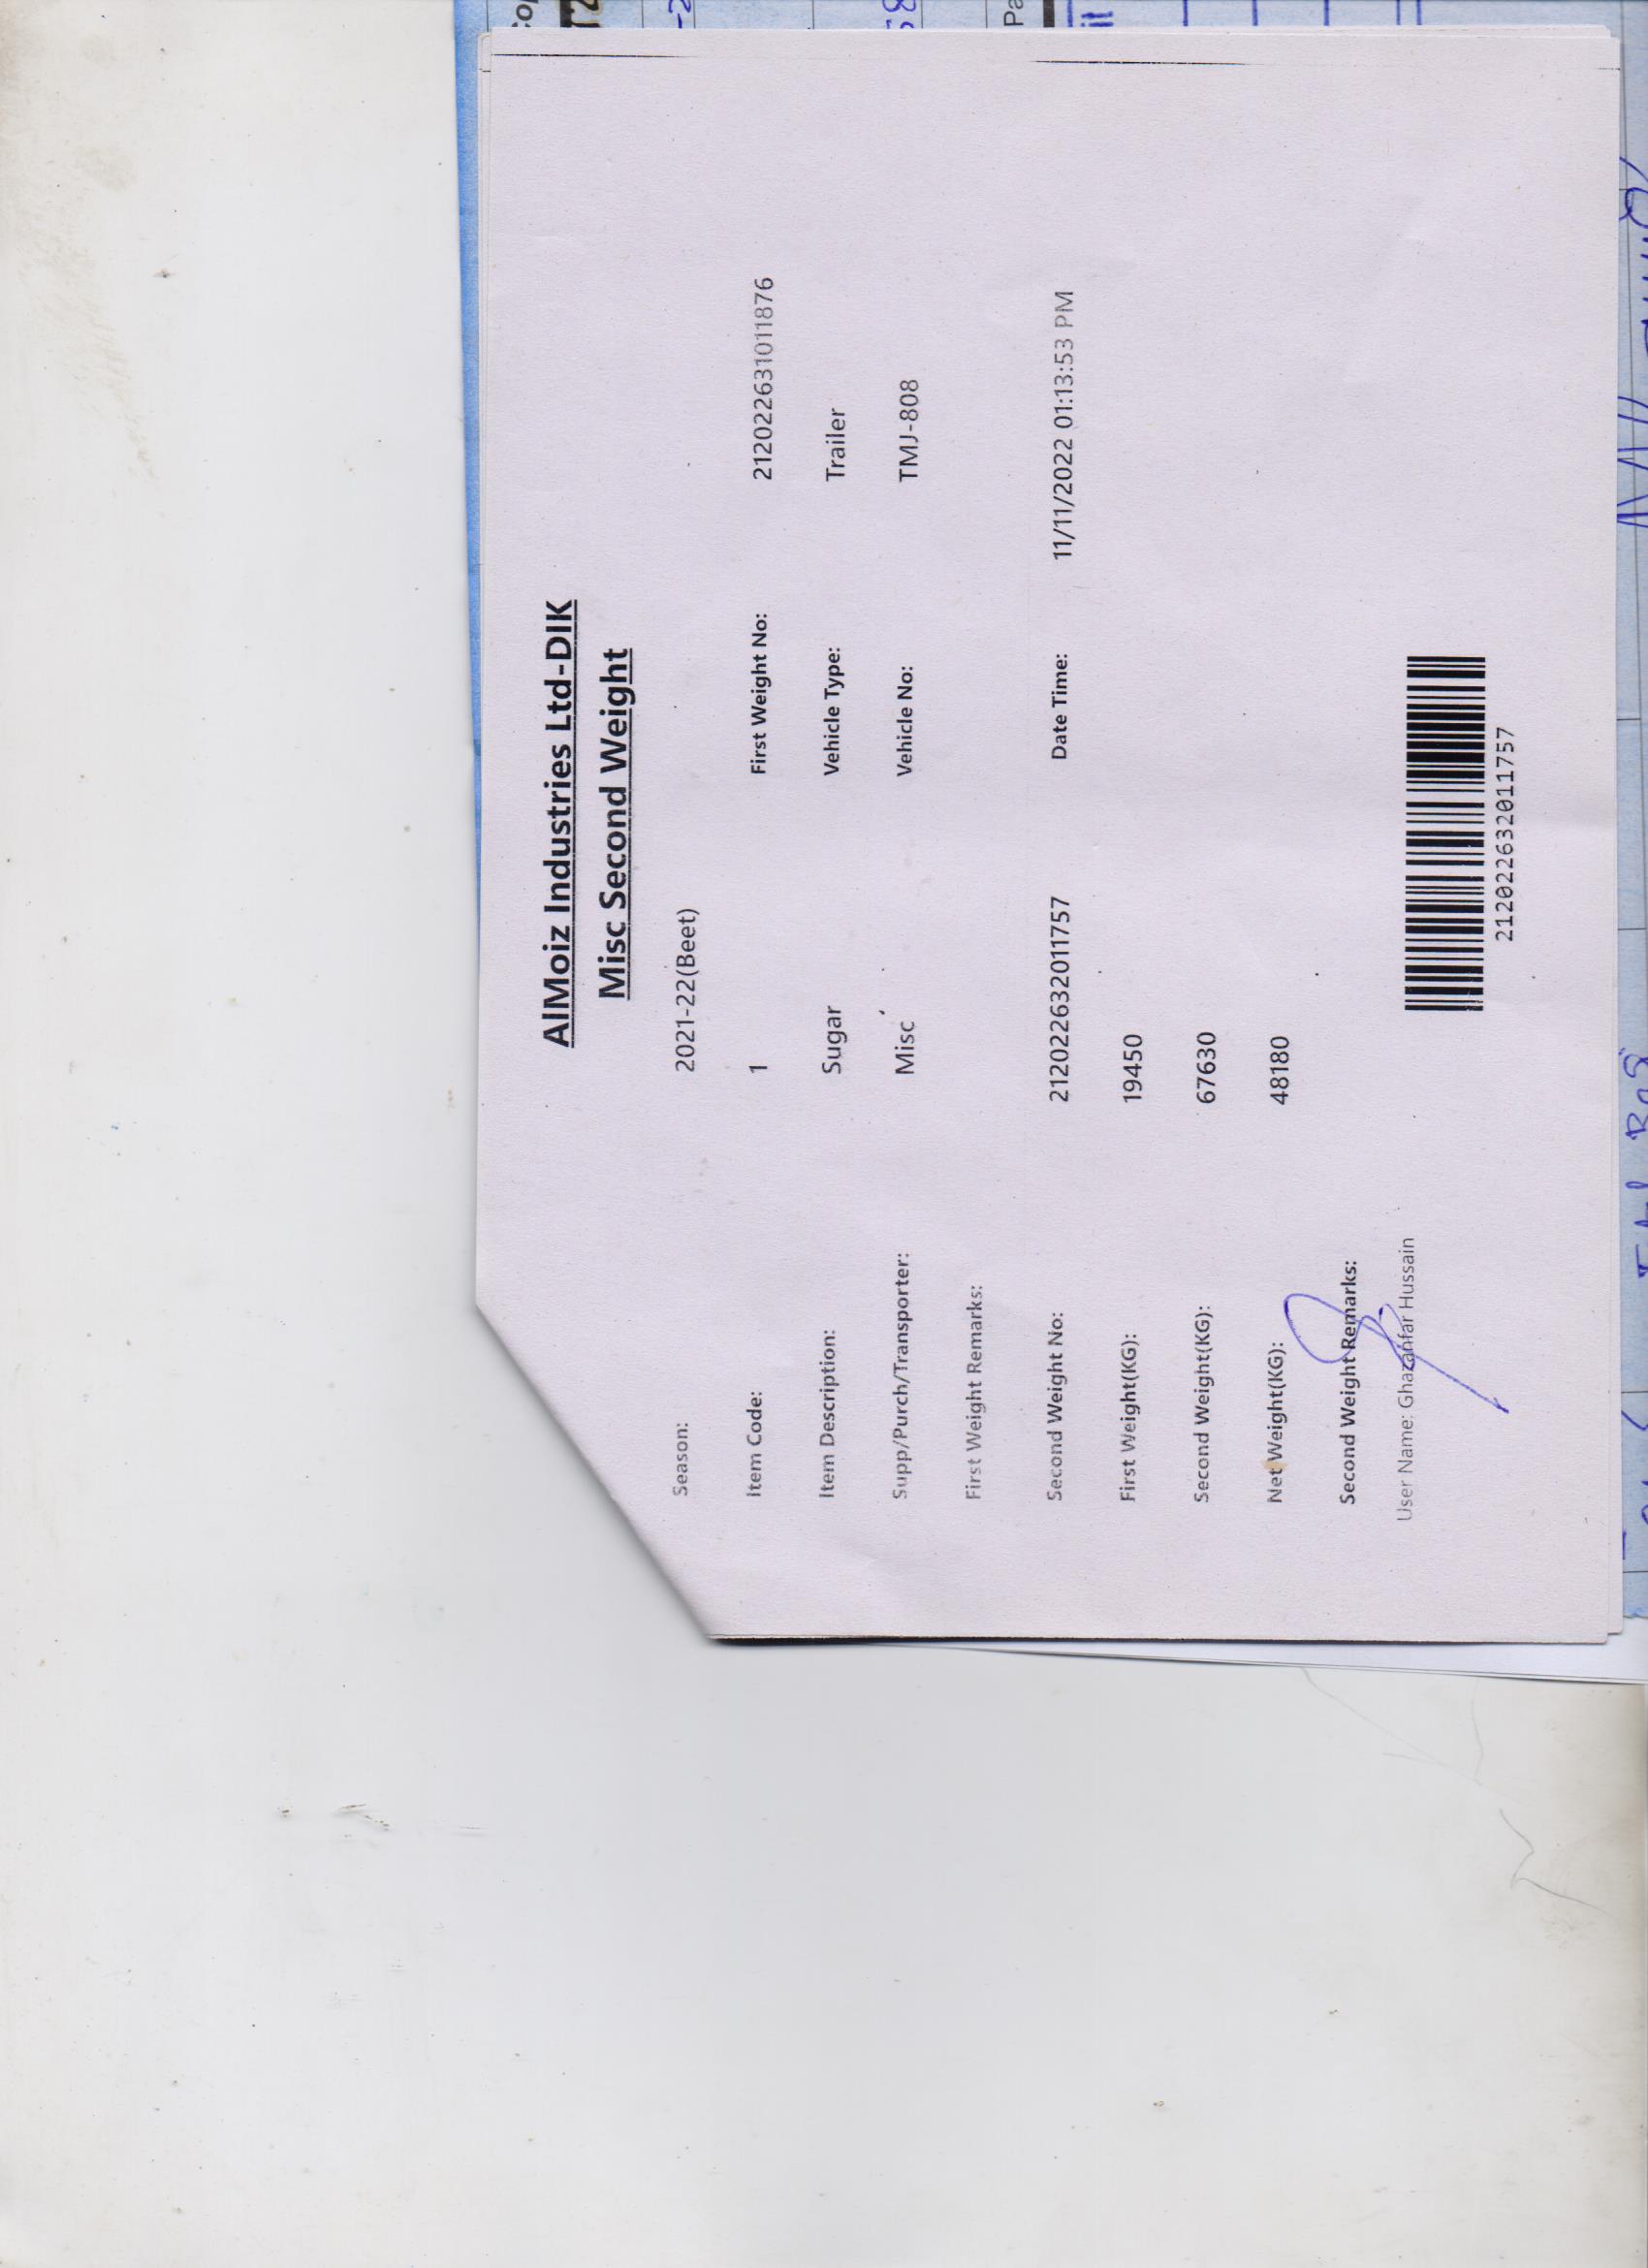 AlMoiz Industries Ltd-DIK
Misc Second Weight
Season: 2021-22(Beet)
Item Code: 1 First Weight No: 212022631011876
Item Description: Sugar Vehicle Type: Trailer
Supp/Purch/Transporter: Misc Vehicle No: TMJ-808
First Weight Remarks:
Second Weight No: 212022632011757 Date Time: 11/11/2022 01:13:53 PM
First Weight(KG): 19450
Second Weight(KG): 67630
Net Weight(KG): 48180
Second Weight Remarks:
User Name: Ghazanfar Hussain
212022632011757